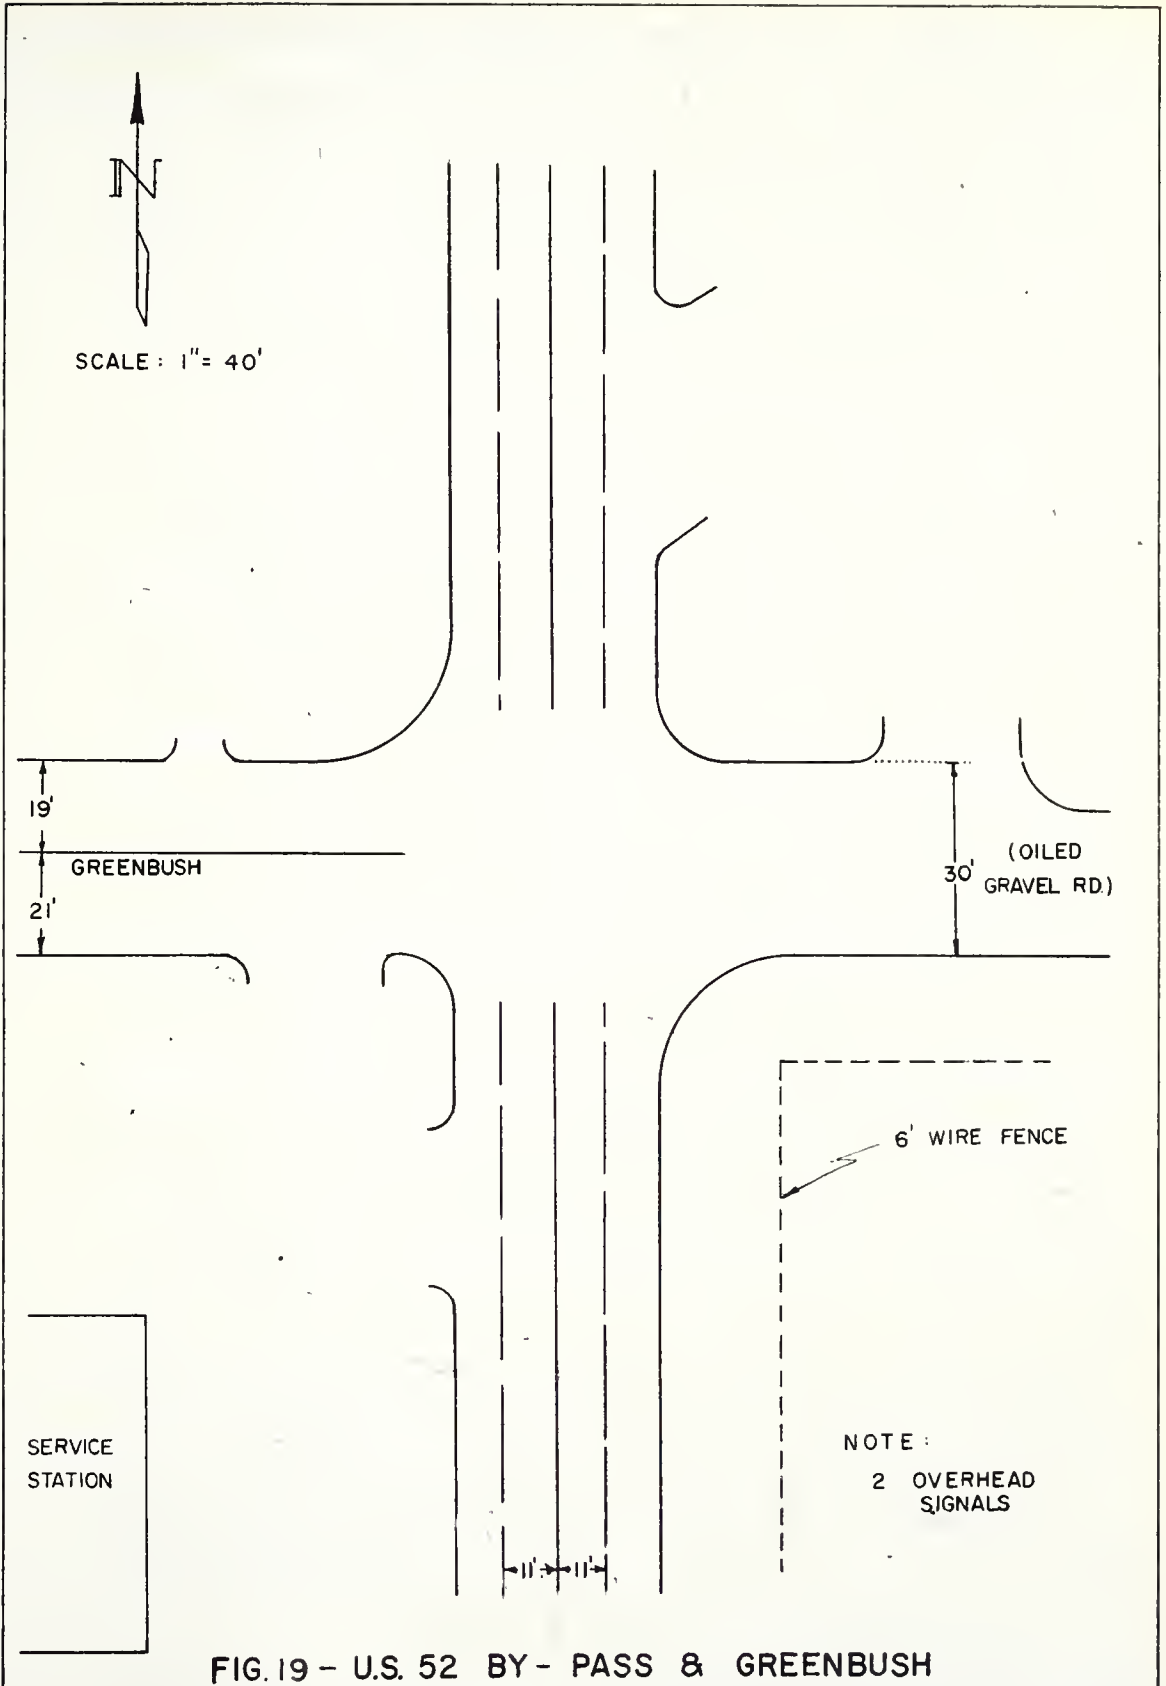 N
SCALE: 1"= 40'
19'
GREENBUSH
21'
30'
(OILED
GRAVEL RD.)
6' WIRE FENCE
SERVICE
STATION
NOTE:
2 OVERHEAD
SIGNALS
11' 11'
FIG. 19 - U.S. 52 BY - PASS & GREENBUSH